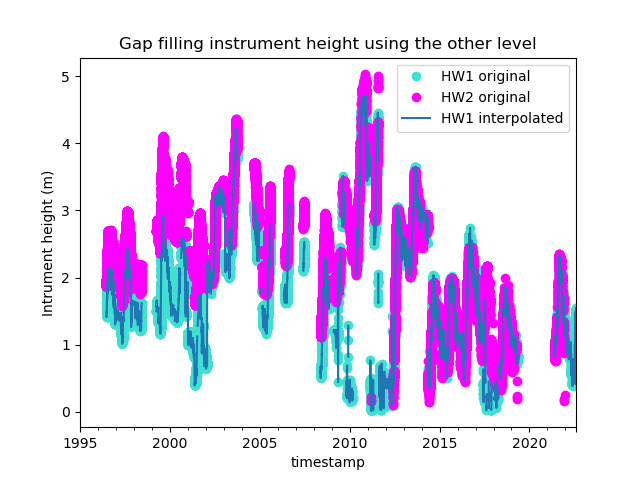 Gap filling instrument height using the other level
HW1 original
HW2 original
HW1 interpolated
Intrument height (m)
5
4
3
2
1
0
1995
2000
2005
2010
2015
2020
timestamp